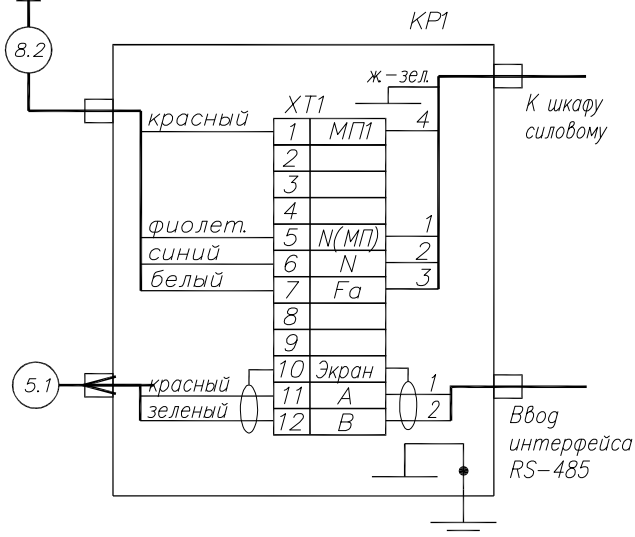 КР1
8.2
ж.-зел.
ХТ1
К шкафу
силовому
красный 1 МП1 4
2
3
4
фиолет. 5 N(МП) 1
синий 6 N 2
белый 7 Fa 3
8
9
10 Экран
5.1
красный 11 A 1
зеленый 12 B 2
Ввод
интерфейса
RS-485